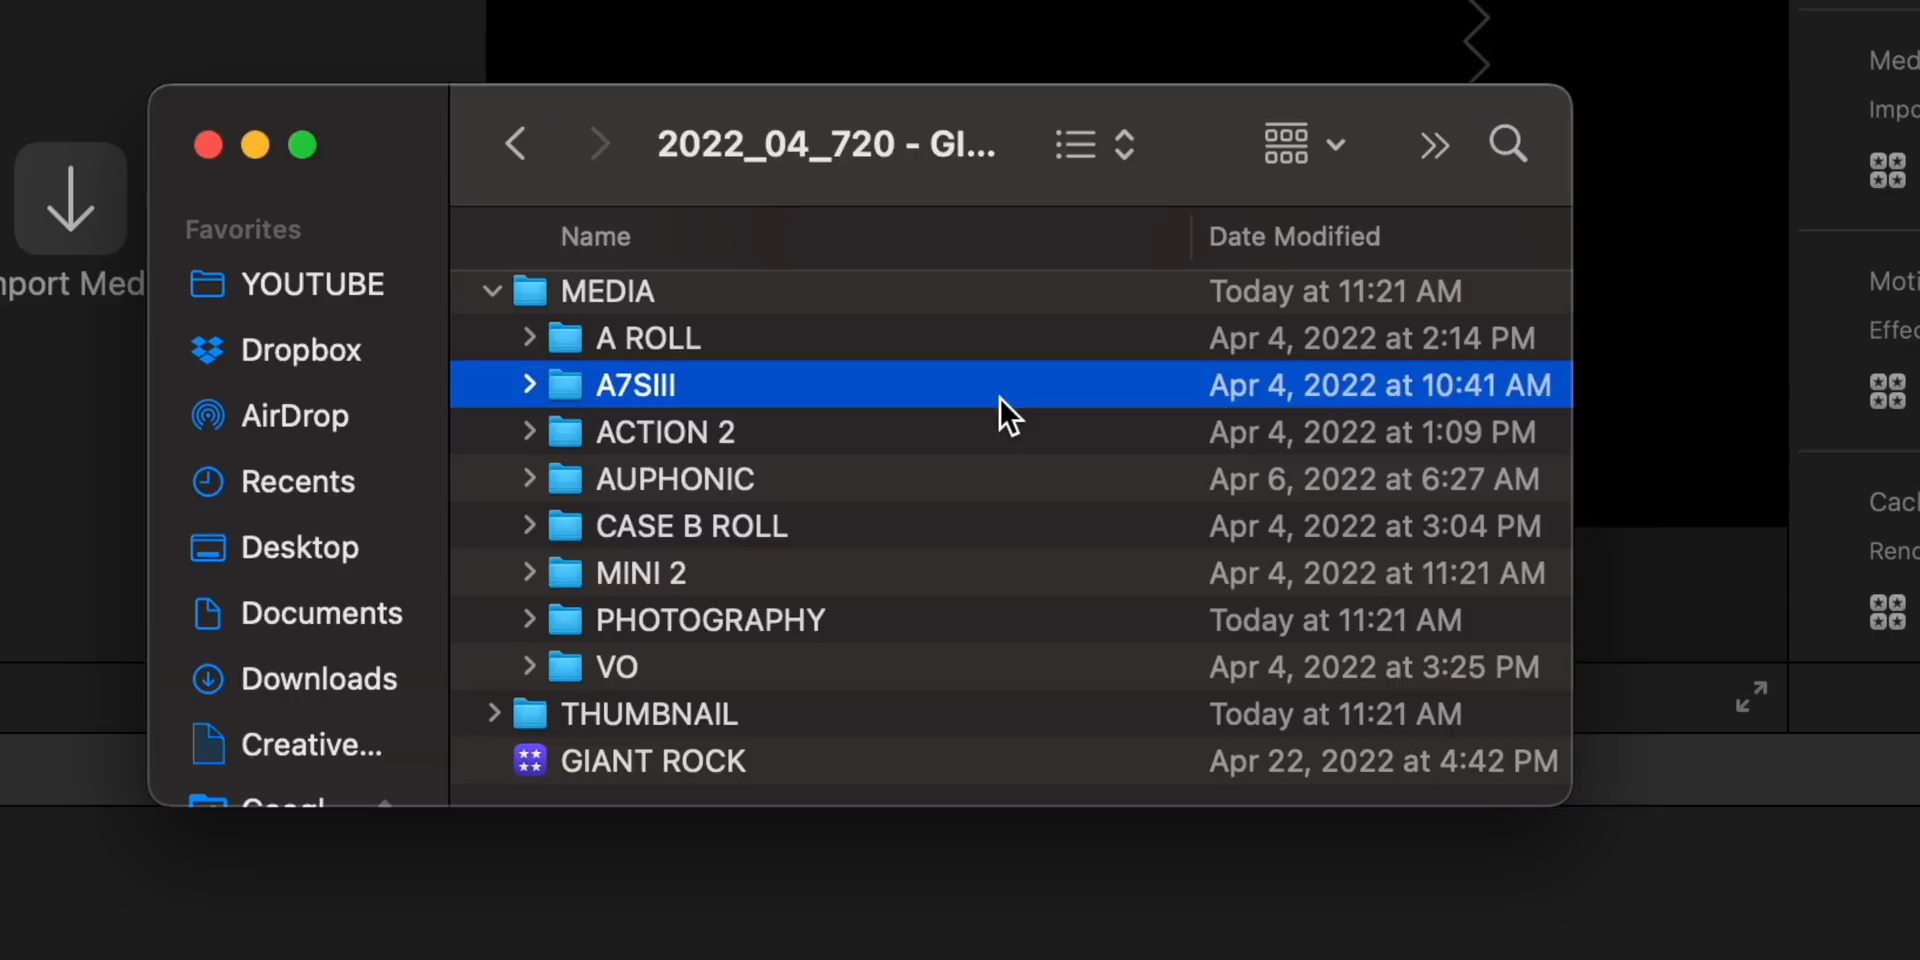 2022_04_720 - GI...
Favorites
YOUTUBE
Dropbox
AirDrop
Recents
Desktop
Documents
Downloads
Creative...
Name Date Modified
MEDIA Today at 11:21 AM
A ROLL Apr 4, 2022 at 2:14 PM
A7SIII Apr 4, 2022 at 10:41 AM
ACTION 2 Apr 4, 2022 at 1:09 PM
AUPHONIC Apr 6, 2022 at 6:27 AM
CASE B ROLL Apr 4, 2022 at 3:04 PM
MINI 2 Apr 4, 2022 at 11:21 AM
PHOTOGRAPHY Today at 11:21 AM
VO Apr 4, 2022 at 3:25 PM
THUMBNAIL Today at 11:21 AM
GIANT ROCK Apr 22, 2022 at 4:42 PM
mport Med
Med
Impo
Moti
Effec
Cach
Rend